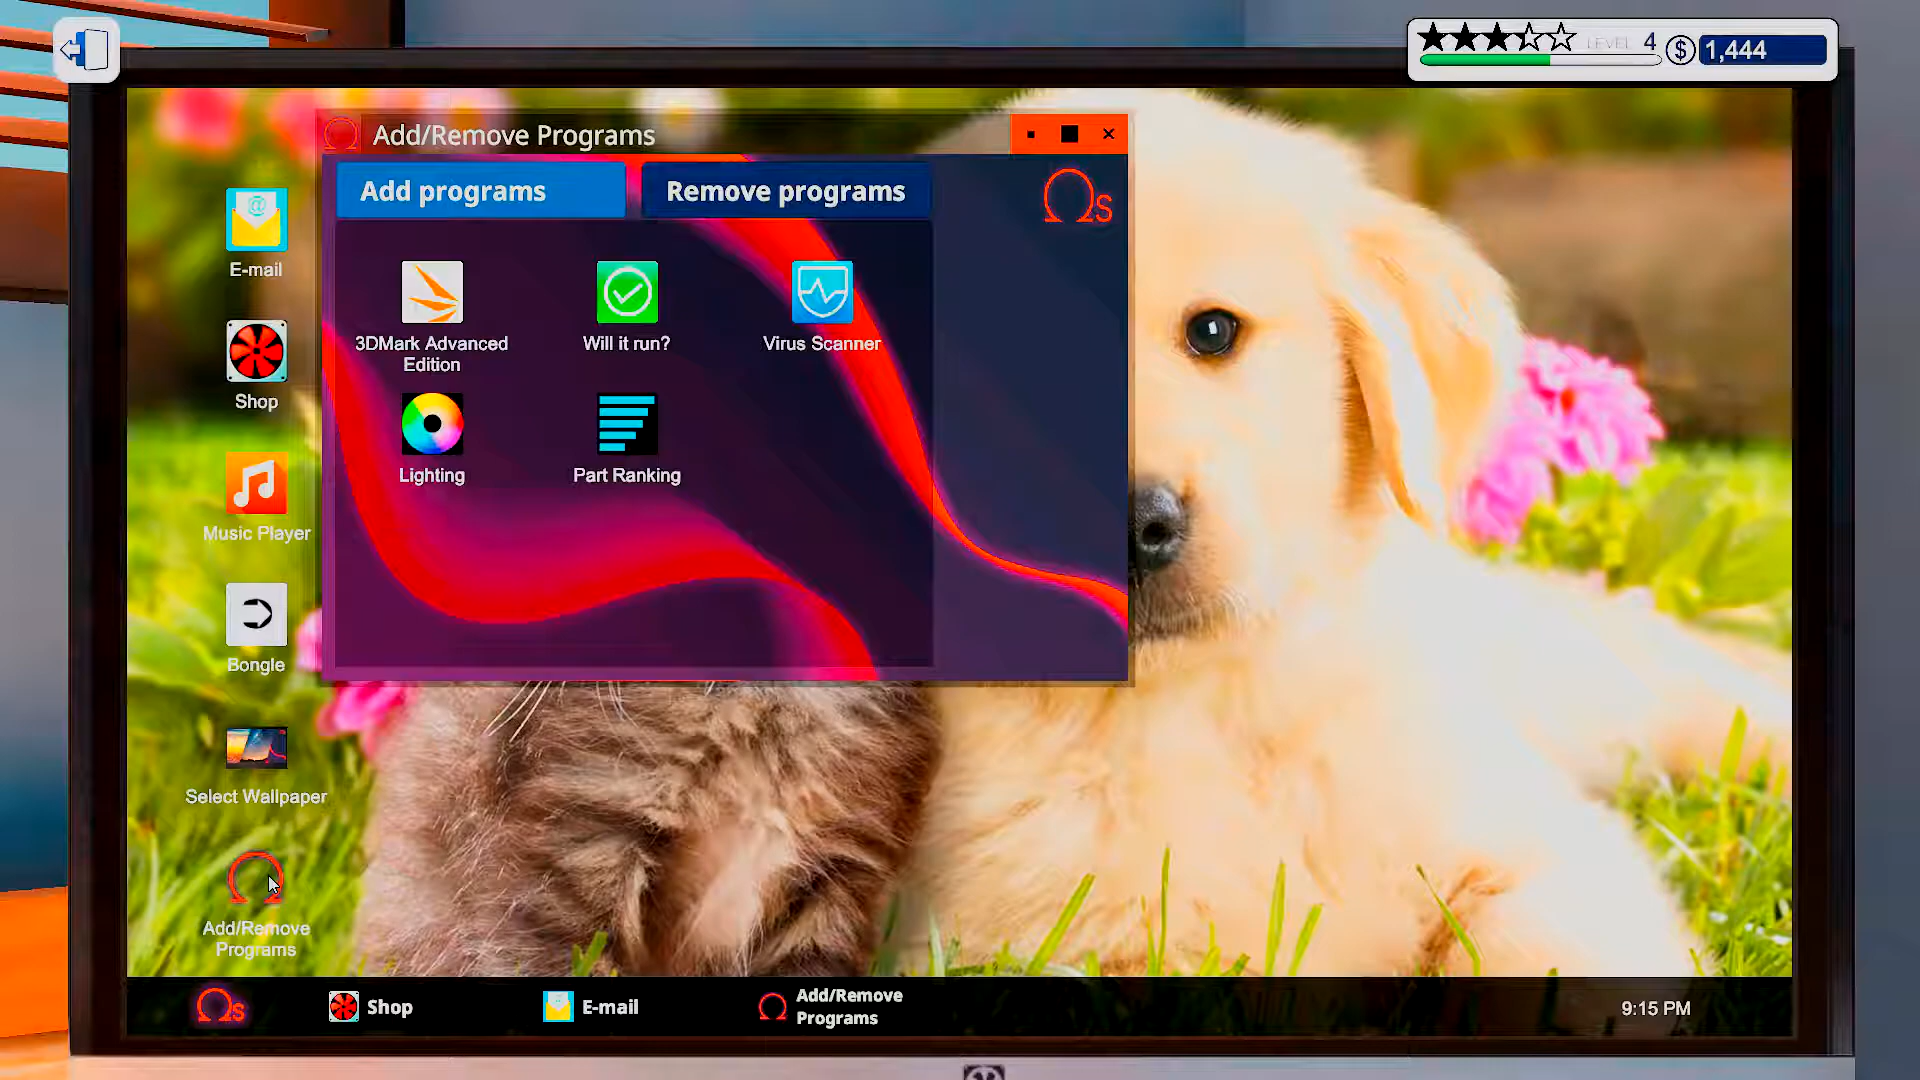 LEVEL 4
$ 1,444
Add/Remove Programs
Add programs
Remove programs
Ωs
E-mail
Shop
Music Player
Bongle
Select Wallpaper
Add/Remove
Programs
3DMark Advanced
Edition
Will it run?
Virus Scanner
Lighting
Part Ranking
Ωs
Shop
E-mail
Add/Remove
Programs
9:15 PM